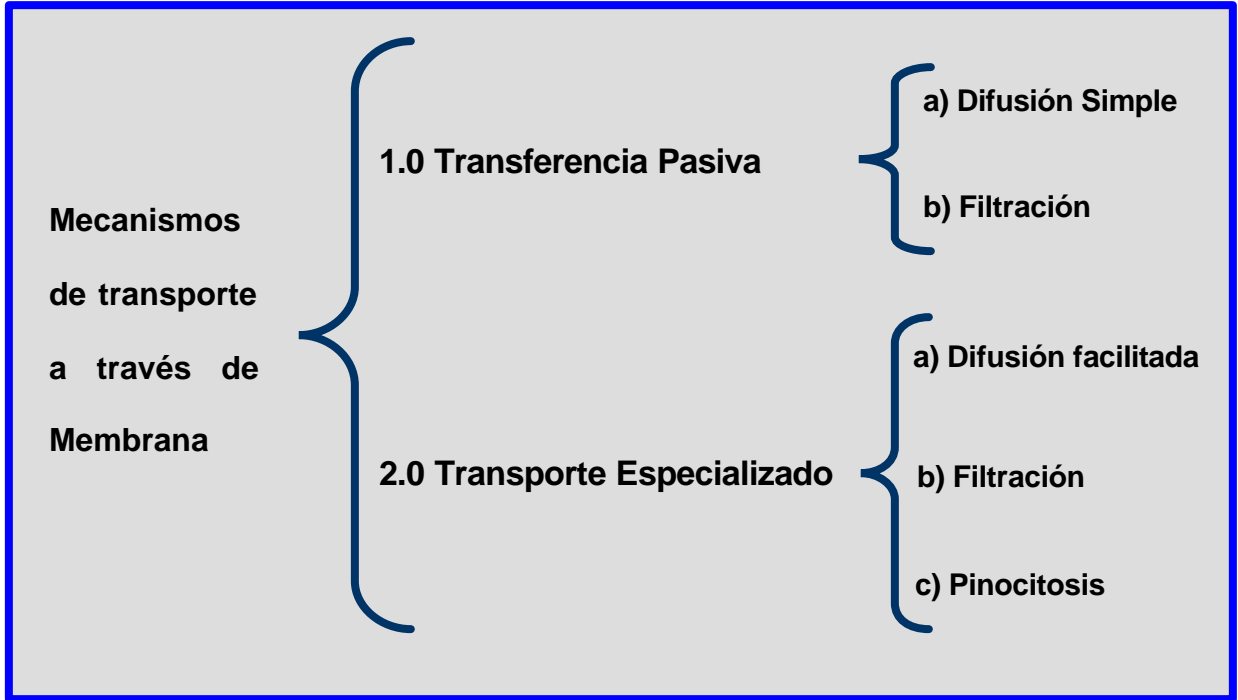 Mecanismos
de transporte
a través de
Membrana
1.0 Transferencia Pasiva
a) Difusión Simple
b) Filtración
2.0 Transporte Especializado
a) Difusión facilitada
b) Filtración
c) Pinocitosis